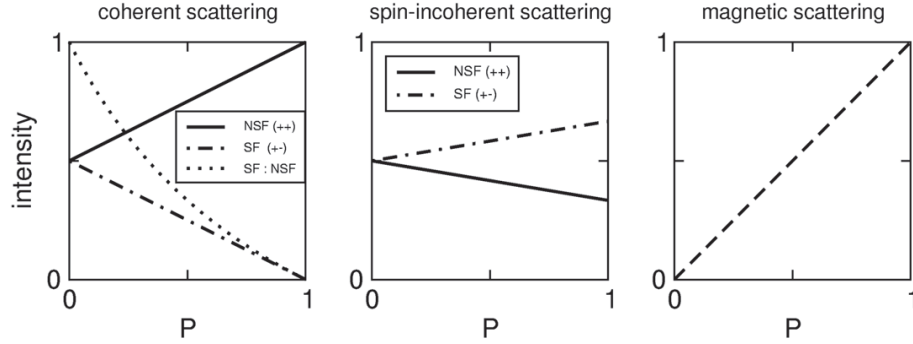 coherent scattering
spin-incoherent scattering
magnetic scattering
intensity
1
NSF (++)
SF (+-)
SF : NSF
0
0
1
P
1
NSF (++)
SF (+-)
0
0
1
P
1
0
0
1
P